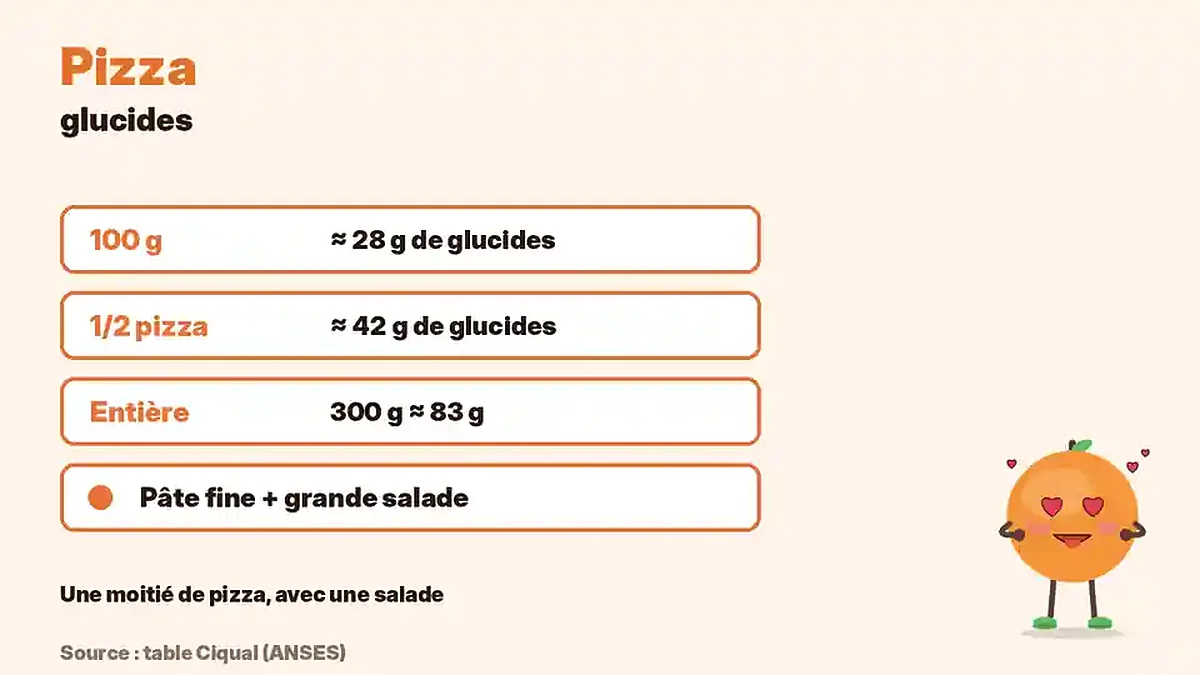 Pizza
glucides
100 g ≈ 28 g de glucides
1/2 pizza ≈ 42 g de glucides
Entière 300 g ≈ 83 g
Pâte fine + grande salade
Une moitié de pizza, avec une salade
Source : table Ciqual (ANSES)